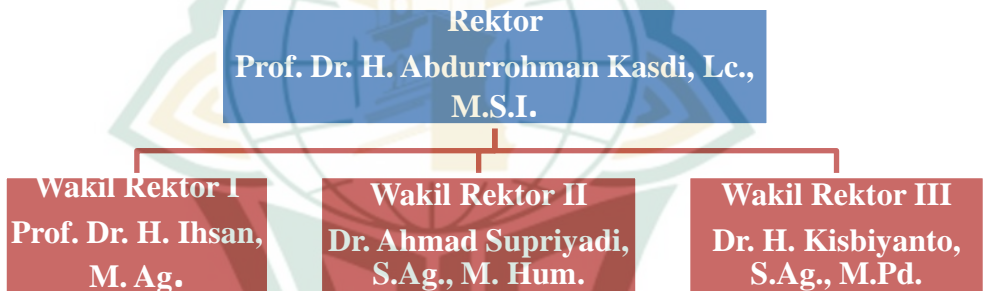 Rektor
Prof. Dr. H. Abdurrohman Kasdi, Lc.,
M.S.I.
Wakil Rektor I
Prof. Dr. H. Ihsan,
M. Ag.
Wakil Rektor II
Dr. Ahmad Supriyadi,
S.Ag., M. Hum.
Wakil Rektor III
Dr. H. Kisbiyanto,
S.Ag., M.Pd.